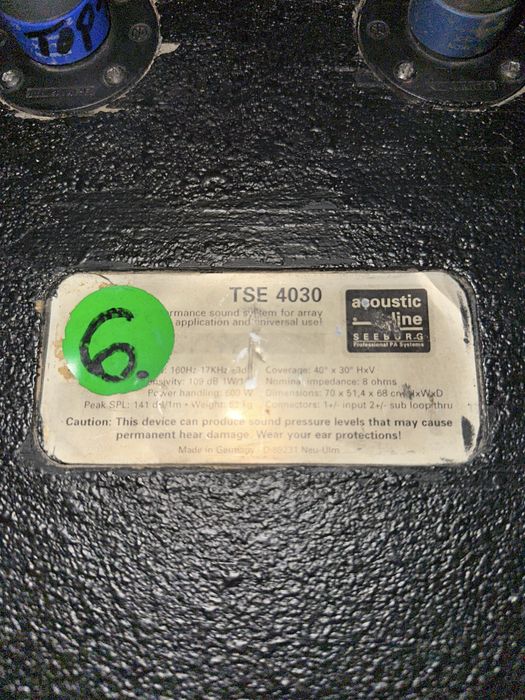 Top
TSE 4030
acoustic
line
SEEBURG
Professional PA Systems
sound system for array
application and universal use!
6.
160Hz 17KHz Coverage: 40° x 30° HxV
109 dB 1W/1 Nominal impedance: 8 ohms
Power handling: 600 W Dimensions: 70 x 51,4 x 68 cm HxWxD
Peak SPL: 141 dB/1m • Weight: Connectors: 1+/- input 2+/- sub loop thru
Caution: This device can produce sound pressure levels that may cause
permanent hear damage. Wear your ear protections!
Made in Germany D-89231 Neu-Ulm